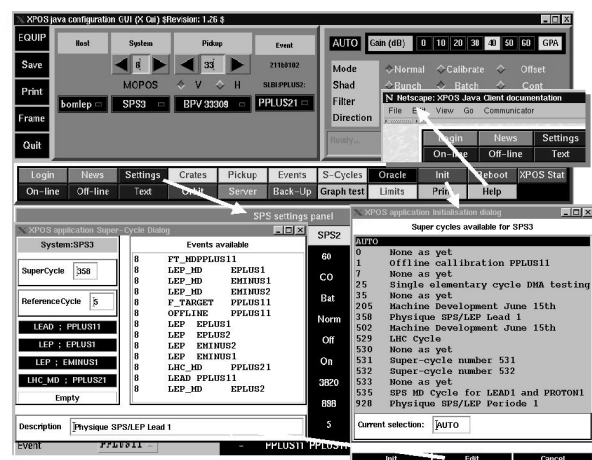 XPOS java configuration GUI (X Cui) $Revision: 1.26 $
EQUIP
Save
Print
Frame
Quit
Host
System
Pickup
Event
8
33
211b0102
MOPOS
V
H
SLBI:PPLUS2:
bomlep
SPS3
BPV 33309
PPLUS21
AUTO
Gain (dB)
0 10 20 30 40 50 60 GPA
Mode
Normal
Calibrate
Offset
Shad
Bunch
Batch
Cont
Filter
Direction
Ready...
Netscape: XPOS Java Client documentation
File Edit View Go Communicator
Login News Settings
On-line Off-line Text
Login News Settings Crates Pickup Events S-Cycles Oracle Init Reboot XPOS Stat
On-line Off-line Text Orbit Server Back-Up Graph test Limits Print Help
SPS settings panel
XPOS application Super-Cycle Dialog
System:SPS3
SuperCycle 358
ReferenceCycle 5
LEAD ; PPLUS11
LEP ; EPLUS1
LEP ; EMINUS1
LHC_MD ; PPLUS21
Empty
Events available
8 FT_MDPPLUS11
8 LEP_MD EPLUS1
8 LEP_MD EMINUS1
8 LEP_MD EMINUS2
8 F_TARGET PPLUS11
8 OFFLINE PPLUS11
8 LEP EPLUS1
8 LEP EMINUS2
8 LEP EMINUS1
8 LHC_MD PPLUS21
8 LEAD PPLUS11
8 LEP_MD EPLUS2
Description Physique SPS/LEP Lead 1
Event
PPLUS11
PPLUS11
PPLUS11
SPS2
60
CO
Bat
Norm
Off
On
3820
898
5
XPOS application Initialisation dialog
Super cycles available for SPS3
AUTO
0 None as yet
1 Offline callibration PPLUS11
7 None as yet
25 Single elementary cycle DMA testing
35 None as yet
205 Machine Development June 15th
358 Physique SPS/LEP Lead 1
502 Machine Development June 15th
529 LHC Cycle
530 None as yet
531 Super-cycle number 531
532 Super-cycle number 532
533 None as yet
535 SPS MD Cycle for LEAD1 and PROTON1
928 Physique SPS/LEP Periode 1
Current selection: AUTO
Init Edit Cancel